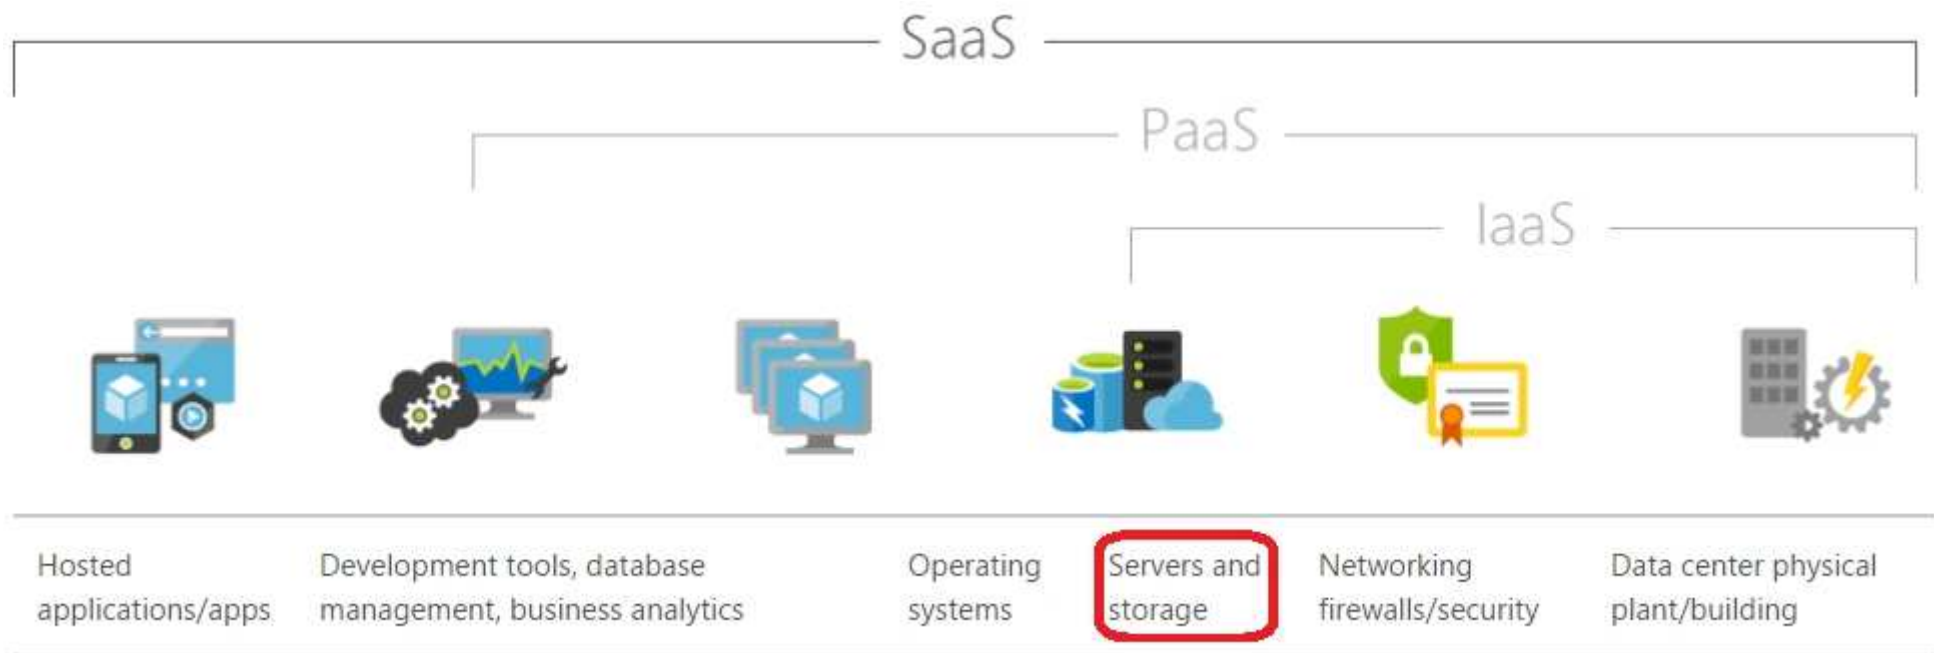 SaaS
PaaS
IaaS
Hosted
applications/apps
Development tools, database
management, business analytics
Operating
systems
Servers and
storage
Networking
firewalls/security
Data center physical
plant/building